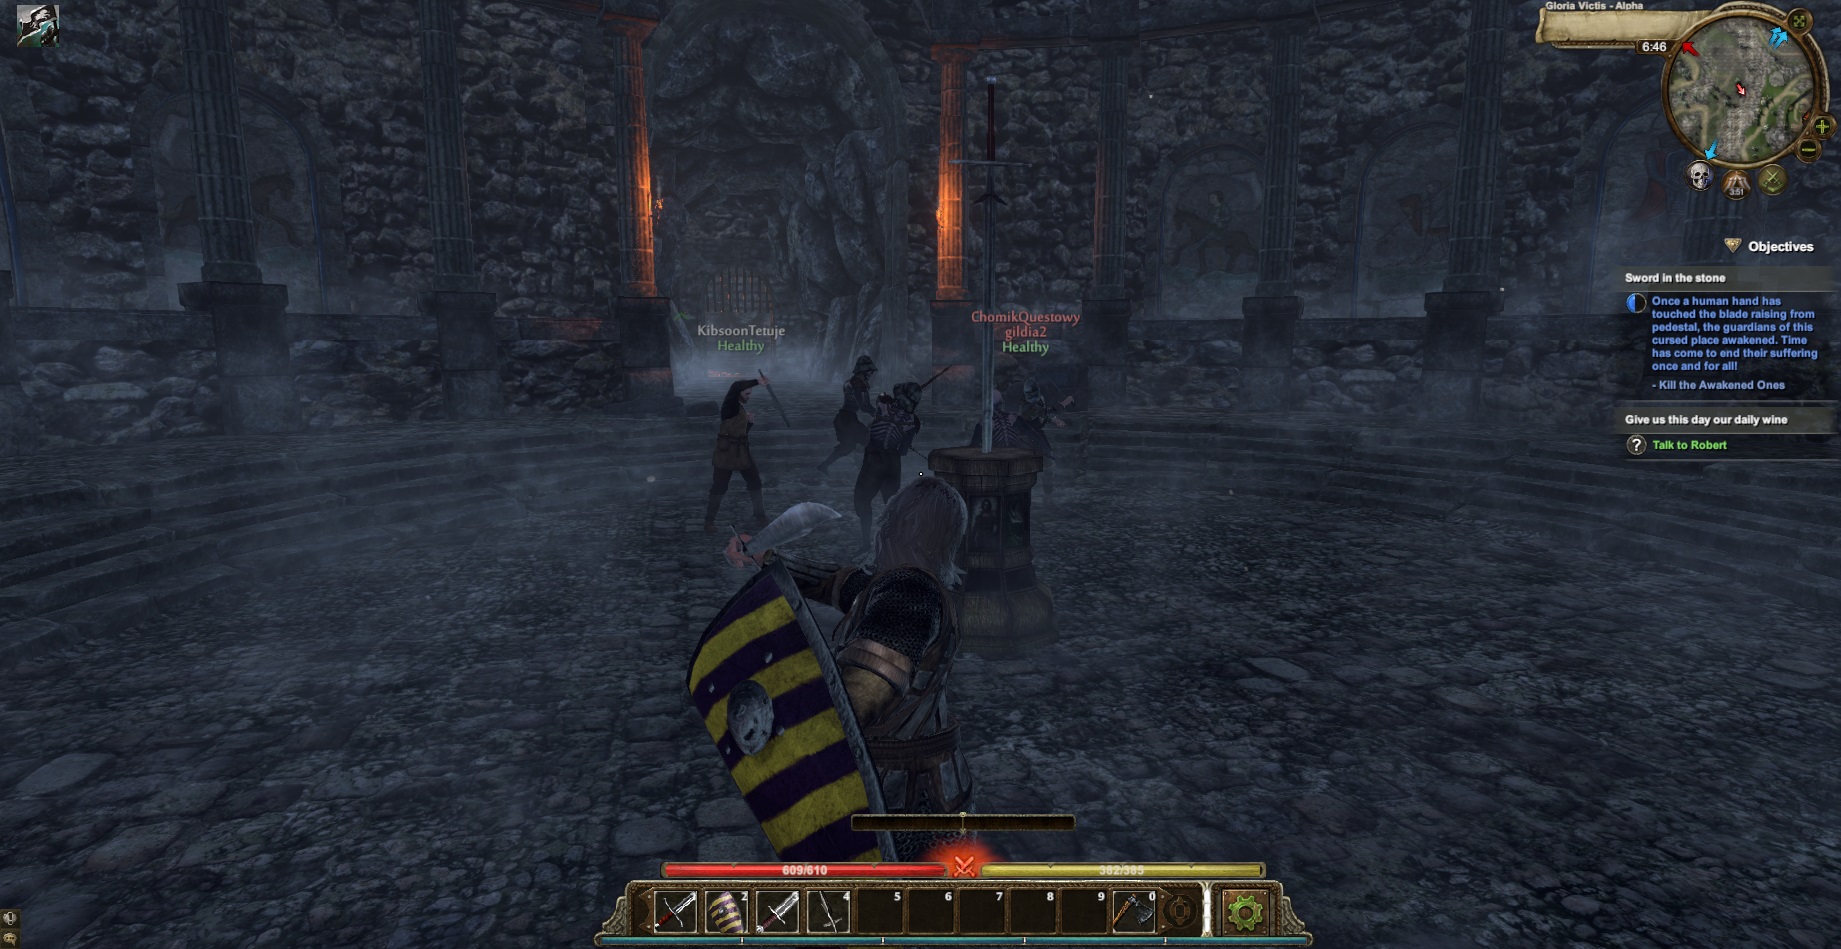 Gloria Victis - Alpha
6:46
3:51
Objectives
Sword in the stone
Once a human hand has
touched the blade raising from
pedestal, the guardians of this
cursed place awakened. Time
has come to end their suffering
once and for all!
- Kill the Awakened Ones
Give us this day our daily wine
? Talk to Robert
KibsoonTetuje
Healthy
ChomikQuestowy
gildia2
Healthy
609/610
382/385
2
4
5
6
7
8
9
0